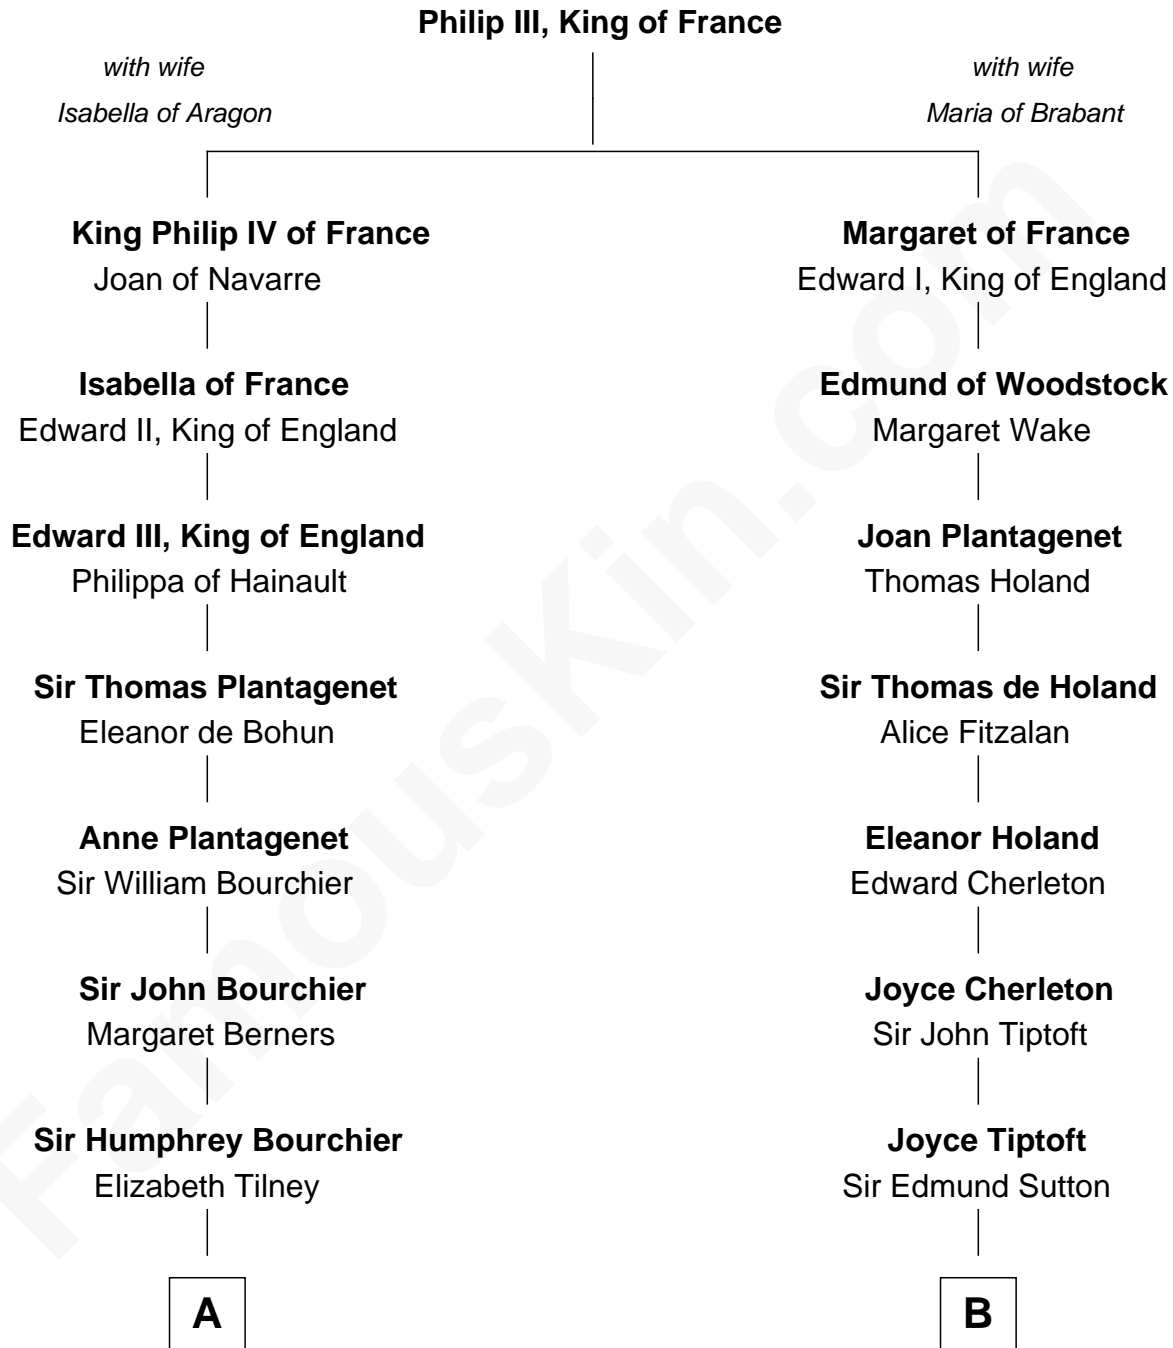 Philip III, King of France
with wife
Isabella of Aragon
with wife
Maria of Brabant
King Philip IV of France
Joan of Navarre
Margaret of France
Edward I, King of England
Isabella of France
Edward II, King of England
Edmund of Woodstock
Margaret Wake
Edward III, King of England
Philippa of Hainault
Joan Plantagenet
Thomas Holand
Sir Thomas Plantagenet
Eleanor de Bohun
Sir Thomas de Holand
Alice Fitzalan
Anne Plantagenet
Sir William Bourchier
Eleanor Holand
Edward Cherleton
Sir John Bourchier
Margaret Berners
Joyce Cherleton
Sir John Tiptoft
Sir Humphrey Bourchier
Elizabeth Tilney
Joyce Tiptoft
Sir Edmund Sutton
A
B
FamousKin.com